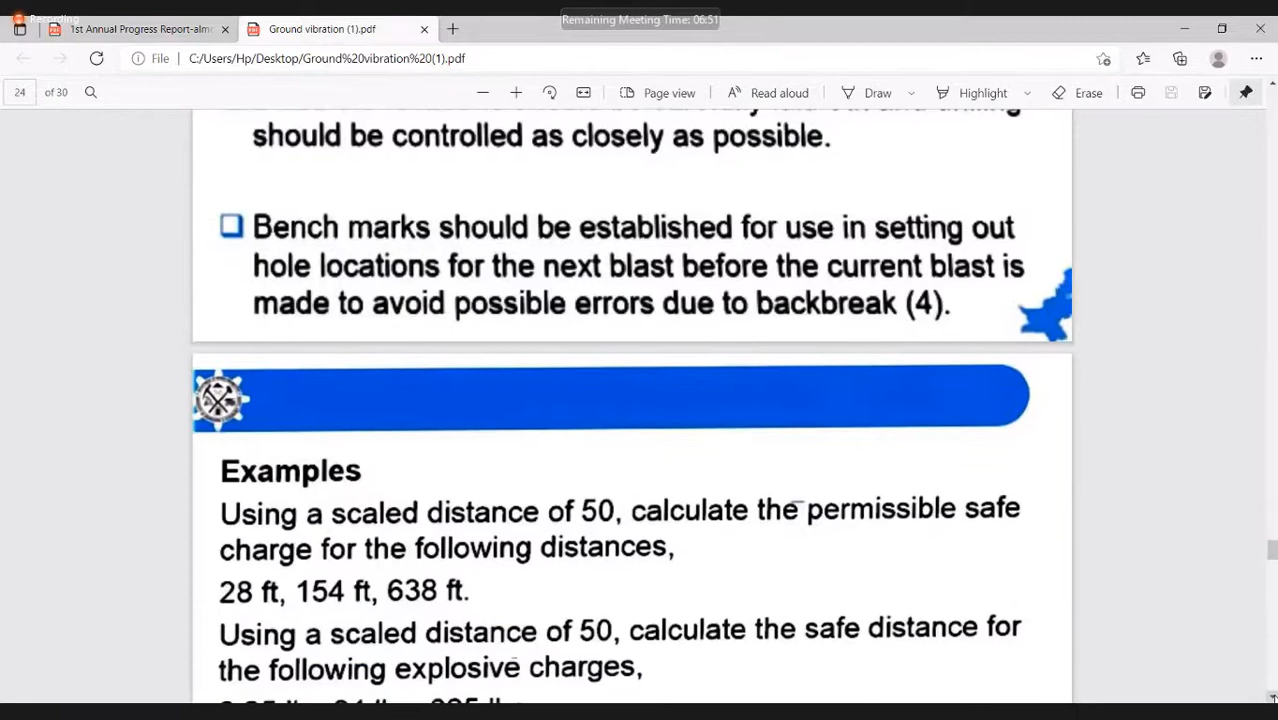 Recording
Remaining Meeting Time: 06:51
1st Annual Progress Report-alme
Ground vibration (1).pdf
File
C:/Users/Hp/Desktop/Ground%20vibration%20(1).pdf
24 of 30
Page view
Read aloud
Draw
Highlight
Erase
should be controlled as closely as possible.
Bench marks should be established for use in setting out
hole locations for the next blast before the current blast is
made to avoid possible errors due to backbreak (4).
Examples
Using a scaled distance of 50, calculate the permissible safe
charge for the following distances,
28 ft, 154 ft, 638 ft.
Using a scaled distance of 50, calculate the safe distance for
the following explosive charges,